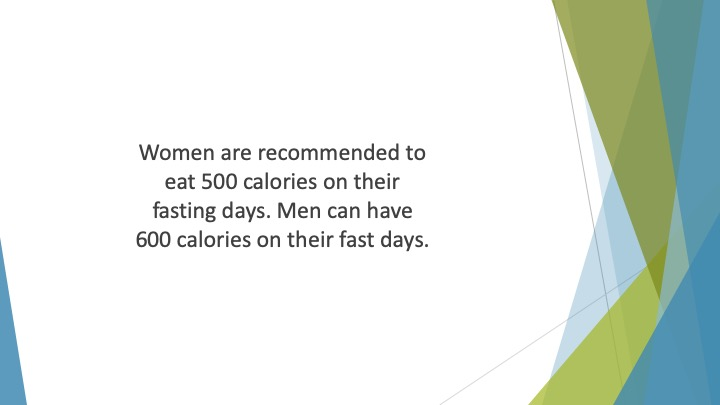 Women are recommended to
eat 500 calories on their
fasting days. Men can have
600 calories on their fast days.